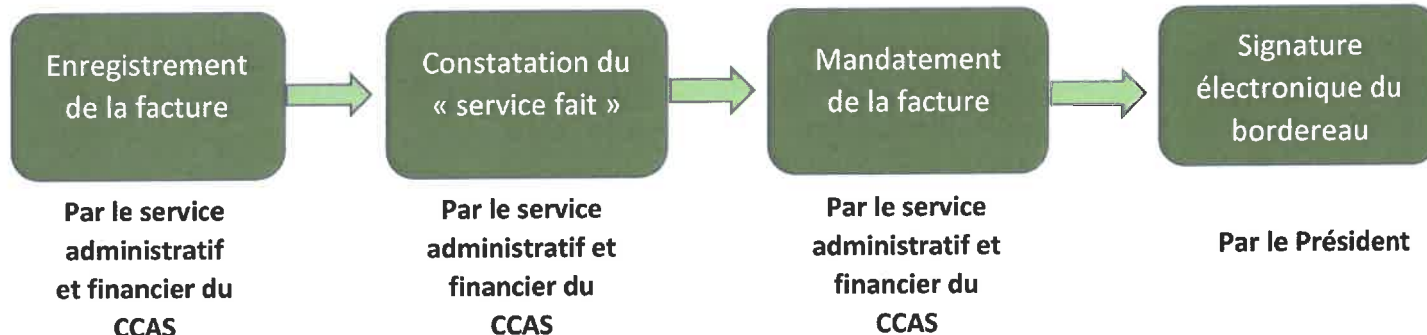 Enregistrement
de la facture
Constatation du
« service fait »
Mandatement
de la facture
Signature
électronique du
bordereau
Par le service
administratif
et financier du
CCAS
Par le service
administratif et
financier du
CCAS
Par le service
administratif et
financier du
CCAS
Par le Président